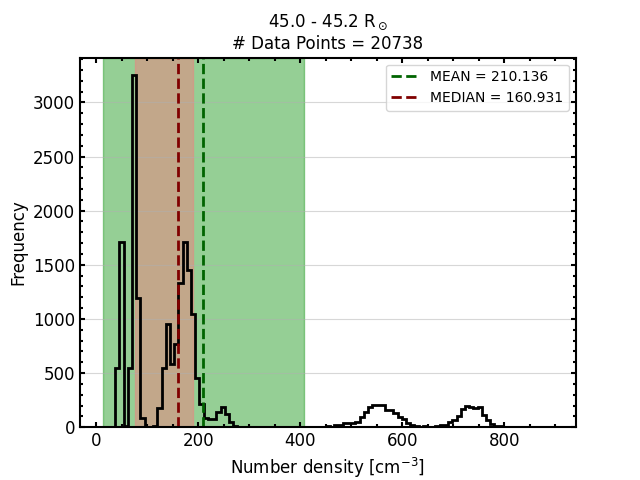 45.0 - 45.2 R⊙
# Data Points = 20738
MEAN = 210.136
MEDIAN = 160.931
Frequency
3000
2500
2000
1500
1000
500
0
0 200 400 600 800
Number density [cm⁻³]